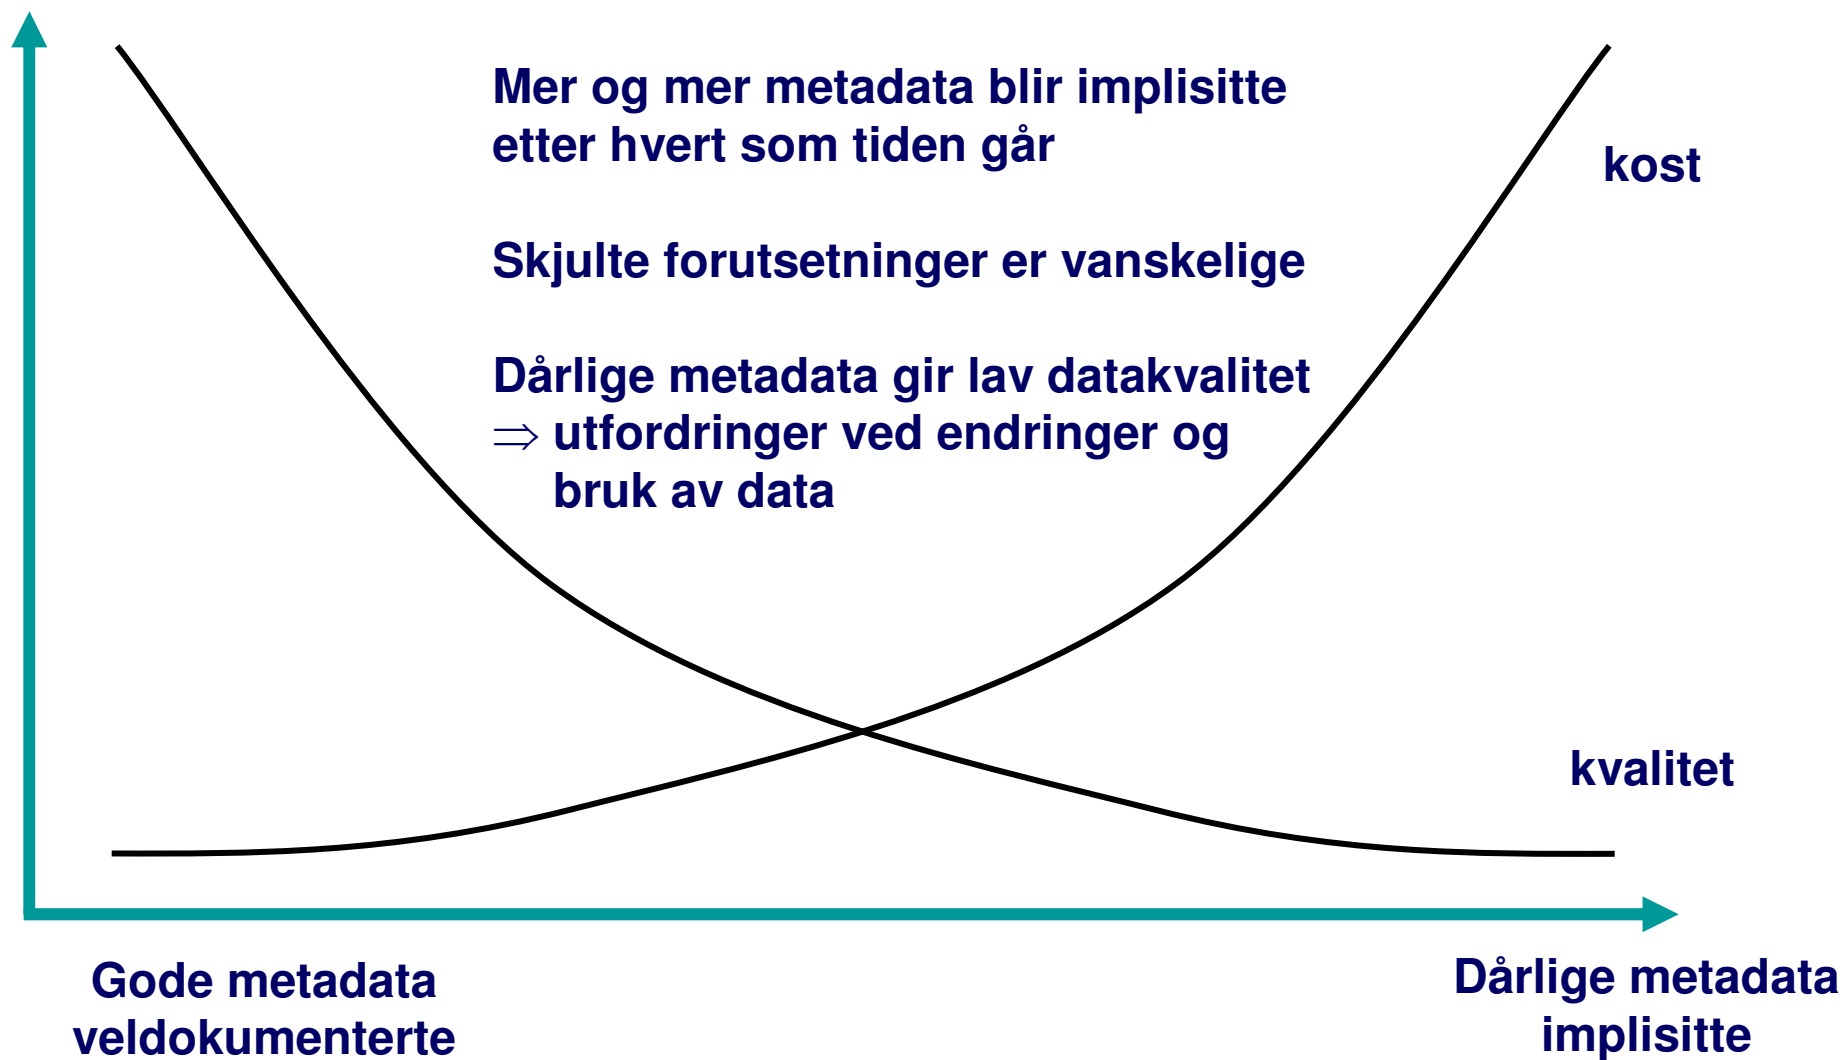 Mer og mer metadata blir implisitte
etter hvert som tiden går
kost
Skjulte forutsetninger er vanskelige
Dårlige metadata gir lav datakvalitet
⇒ utfordringer ved endringer og
bruk av data
kvalitet
Gode metadata
veldokumenterte
Dårlige metadata
implisitte